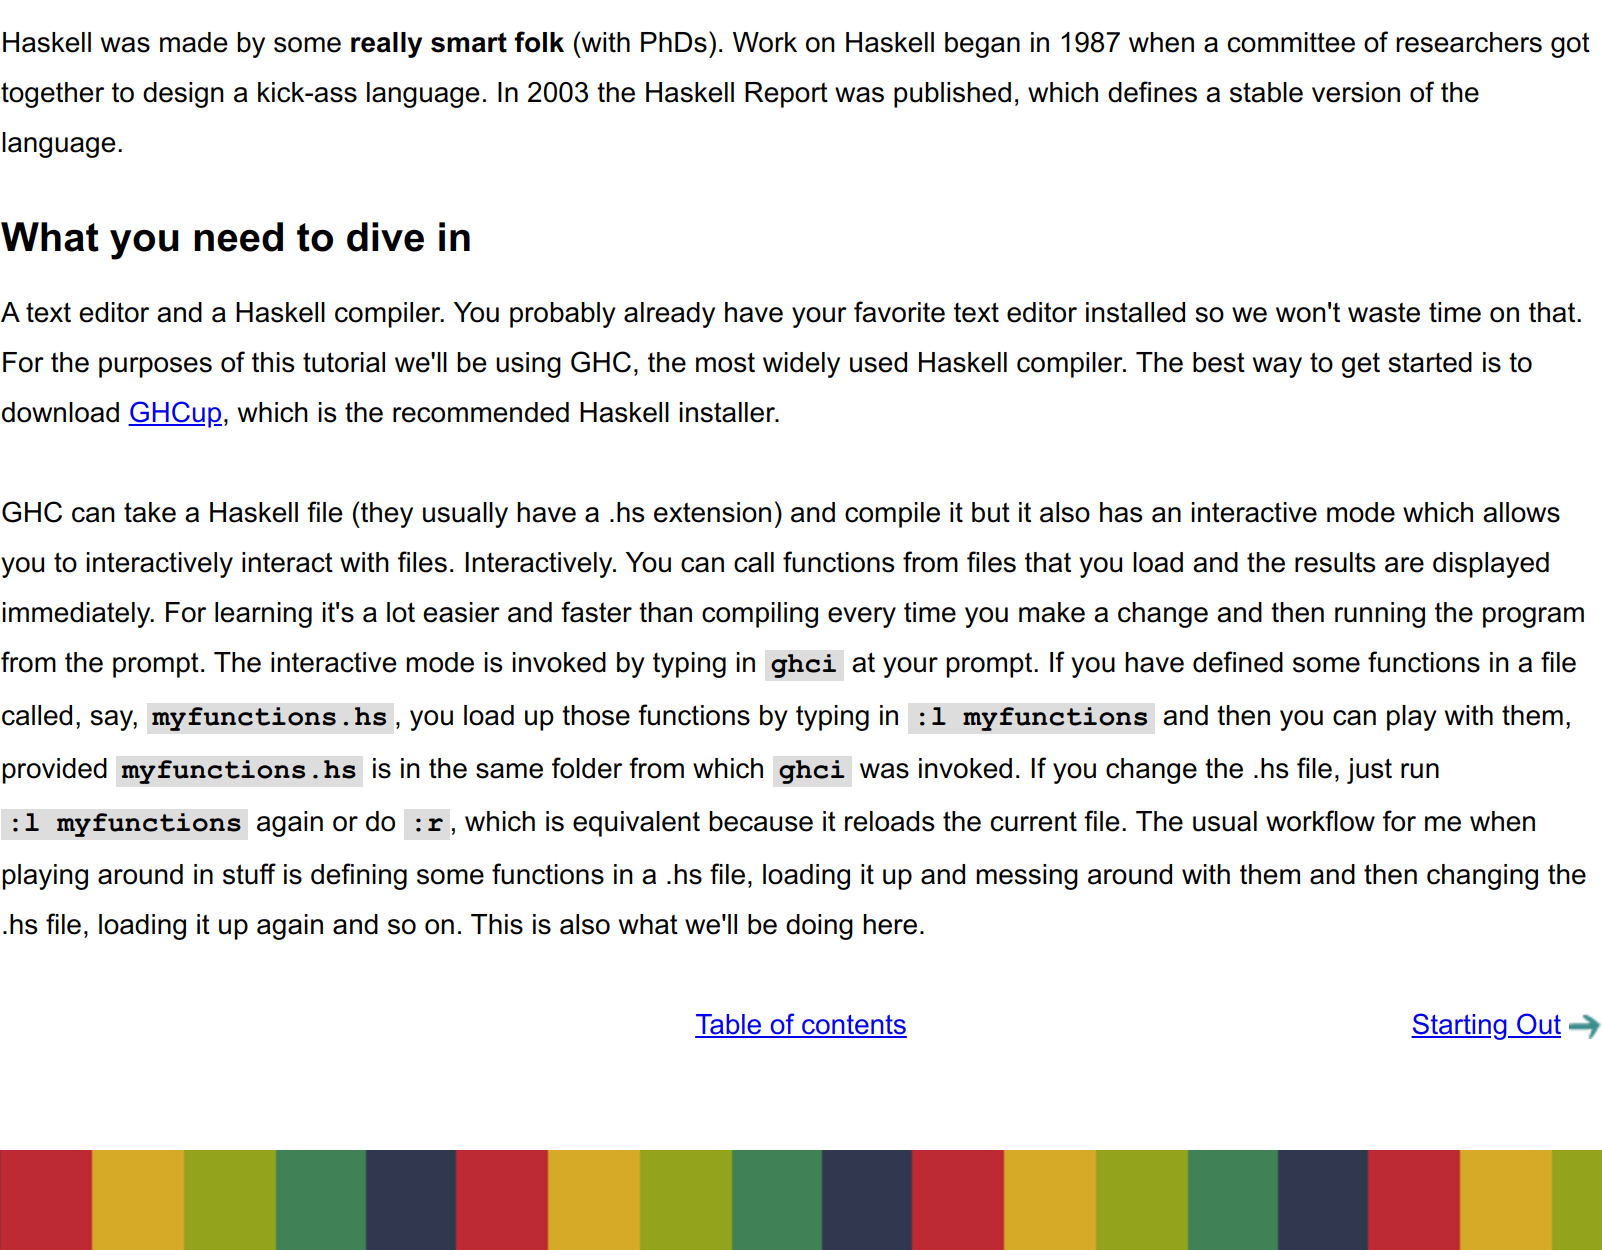 Haskell was made by some really smart folk (with PhDs). Work on Haskell began in 1987 when a committee of researchers got
together to design a kick-ass language. In 2003 the Haskell Report was published, which defines a stable version of the
language.
What you need to dive in
A text editor and a Haskell compiler. You probably already have your favorite text editor installed so we won't waste time on that.
For the purposes of this tutorial we'll be using GHC, the most widely used Haskell compiler. The best way to get started is to
download GHCup, which is the recommended Haskell installer.
GHC can take a Haskell file (they usually have a .hs extension) and compile it but it also has an interactive mode which allows
you to interactively interact with files. Interactively. You can call functions from files that you load and the results are displayed
immediately. For learning it's a lot easier and faster than compiling every time you make a change and then running the program
from the prompt. The interactive mode is invoked by typing in ghci at your prompt. If you have defined some functions in a file
called, say, myfunctions.hs, you load up those functions by typing in :l myfunctions and then you can play with them,
provided myfunctions.hs is in the same folder from which ghci was invoked. If you change the .hs file, just run
:l myfunctions again or do :r, which is equivalent because it reloads the current file. The usual workflow for me when
playing around in stuff is defining some functions in a .hs file, loading it up and messing around with them and then changing the
.hs file, loading it up again and so on. This is also what we'll be doing here.
Table of contents
Starting Out